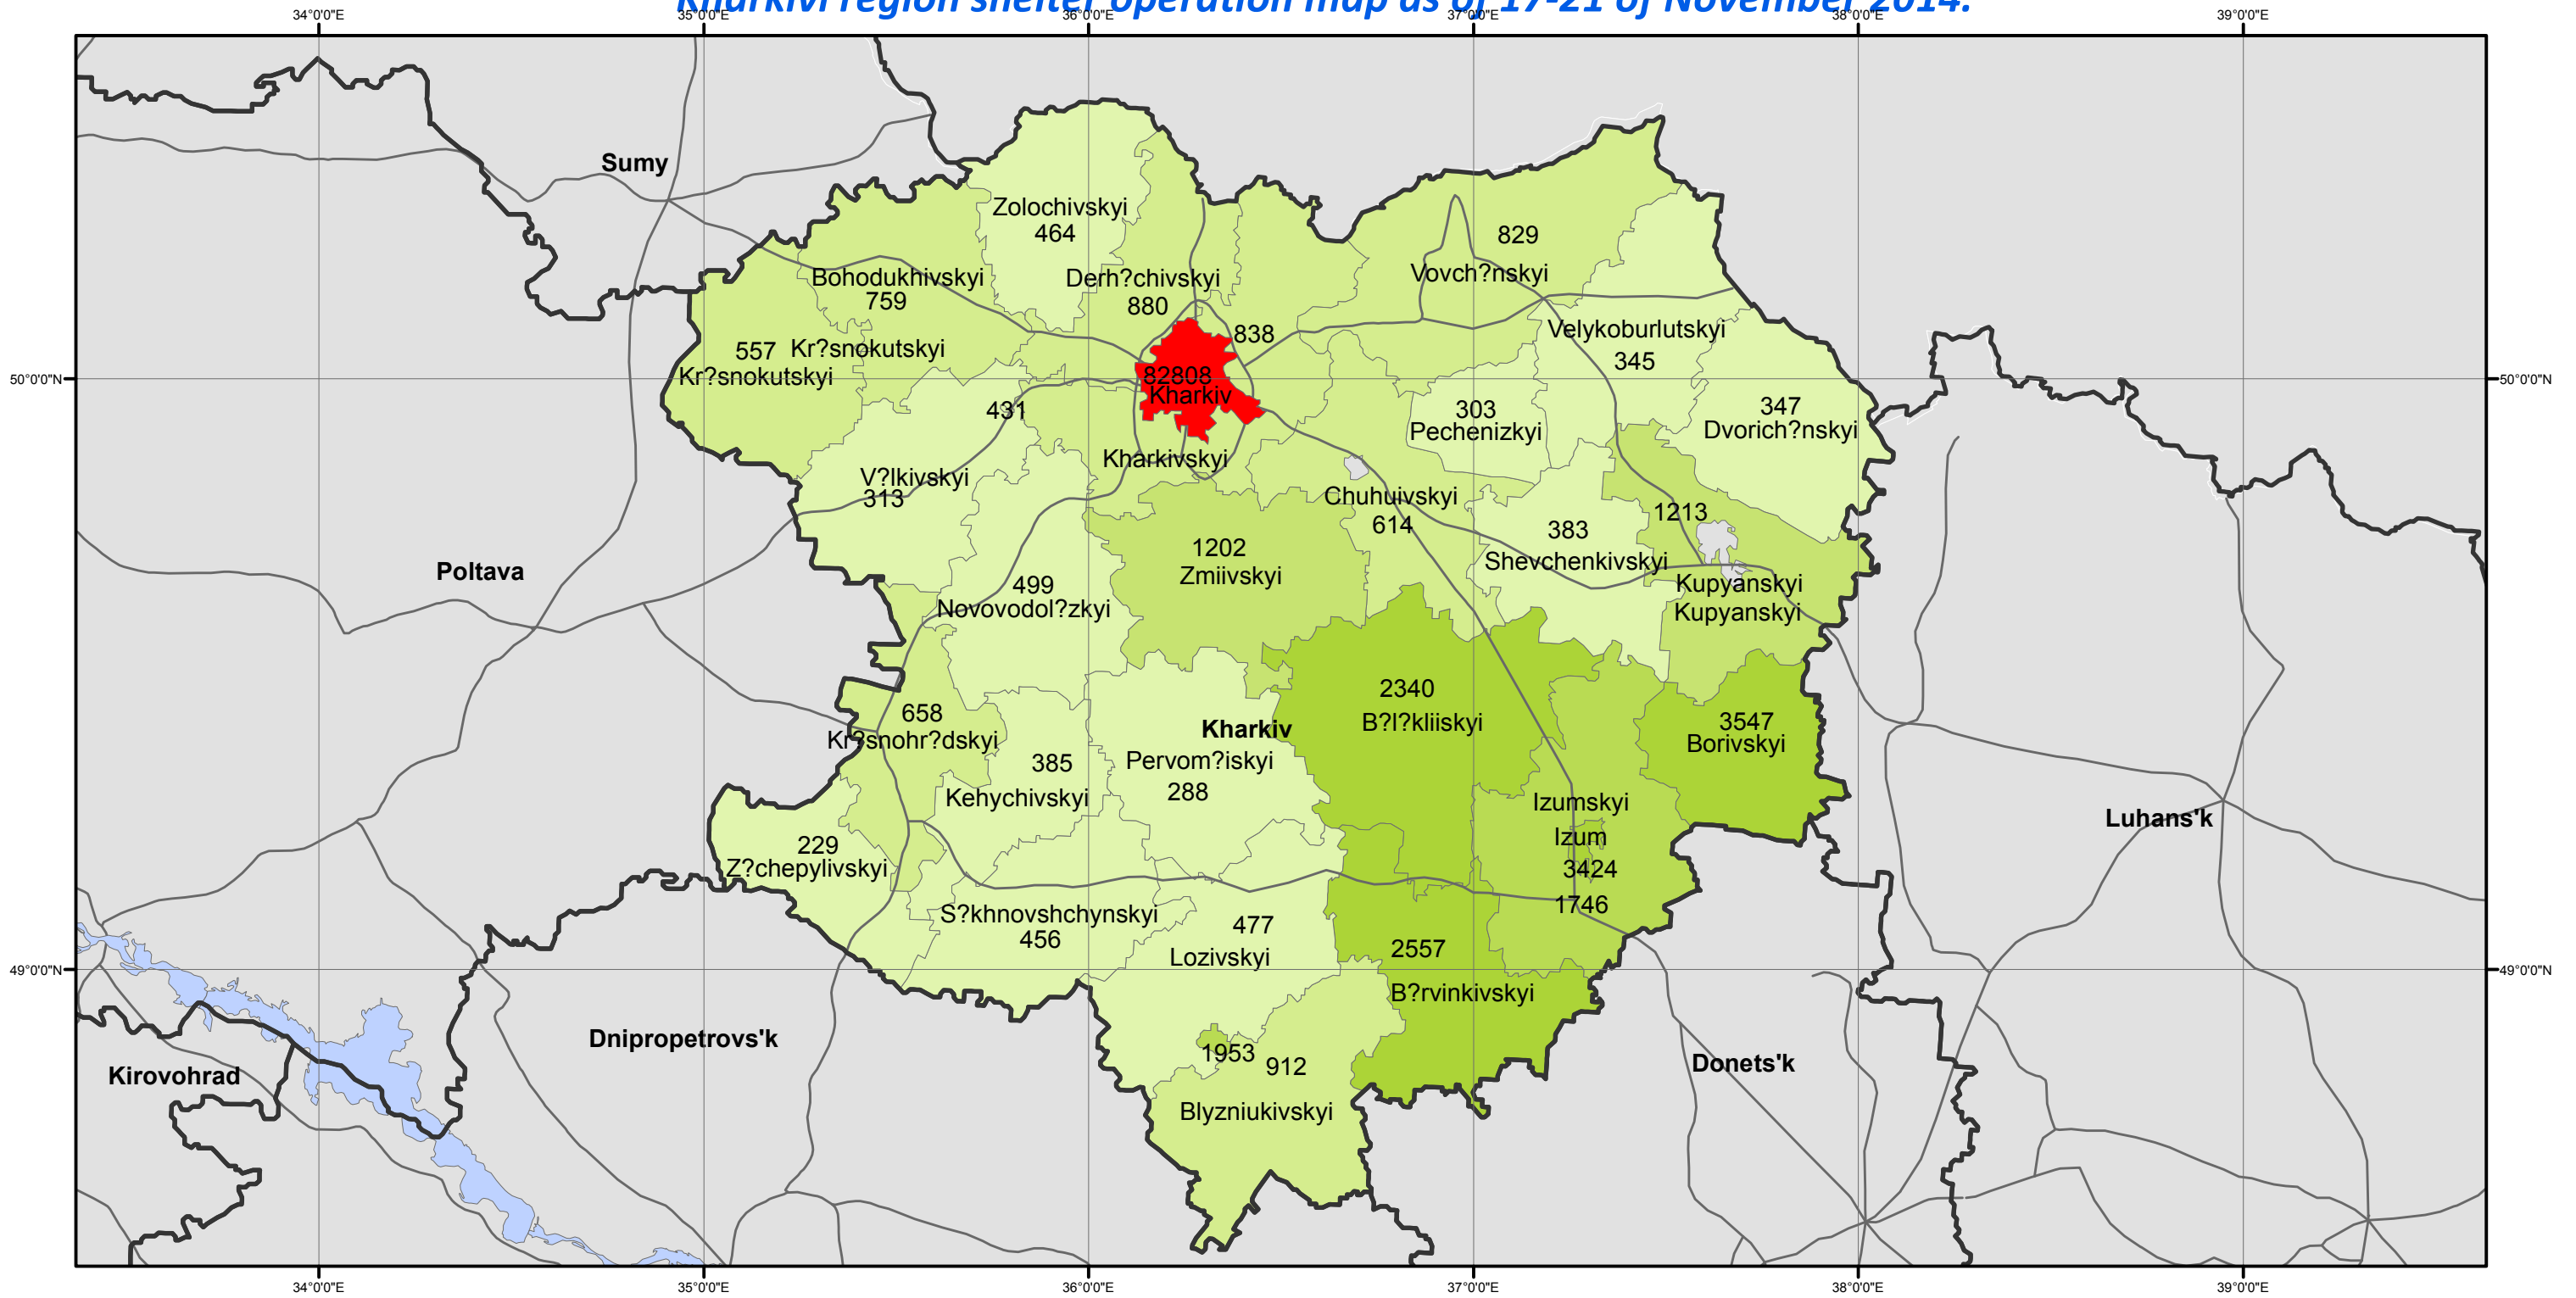 Kharkivi region shelter operation map as of 17-21 of November 2014.
34°0'0"E
35°0'0"E
36°0'0"E
37°0'0"E
38°0'0"E
39°0'0"E
Sumy
Zolochivskyi
464
829
Vovch?nskyi
Bohodukhivskyi
759
Derh?chivskyi
880
838
Velykoburlutskyi
345
557
Kr?snokutskyi
Kr?snokutskyi
50°0'0"N
50°0'0"N
82808
Kharkiv
431
303
Pechenizkyi
347
Dvorich?nskyi
Kharkivskyi
V?lkivskyi
313
Chuhuivskyi
614
1213
383
Shevchenkivskyi
1202
Zmiivskyi
Poltava
499
Novovodol?zkyi
Kupyanskyi
Kupyanskyi
2340
B?l?kliiskyi
658
Kr?snohr?dskyi
Kharkiv
3547
Borivskyi
385
Kehychivskyi
Pervom?iskyi
288
Izumskyi
Izum
3424
1746
Luhans'k
229
Z?chepylivskyi
S?khnovshchynskyi
456
477
Lozivskyi
2557
B?rvinkivskyi
49°0'0"N
49°0'0"N
Dnipropetrovs'k
Kirovohrad
1953
912
Donets'k
Blyzniukivskyi
34°0'0"E
35°0'0"E
36°0'0"E
37°0'0"E
38°0'0"E
39°0'0"E